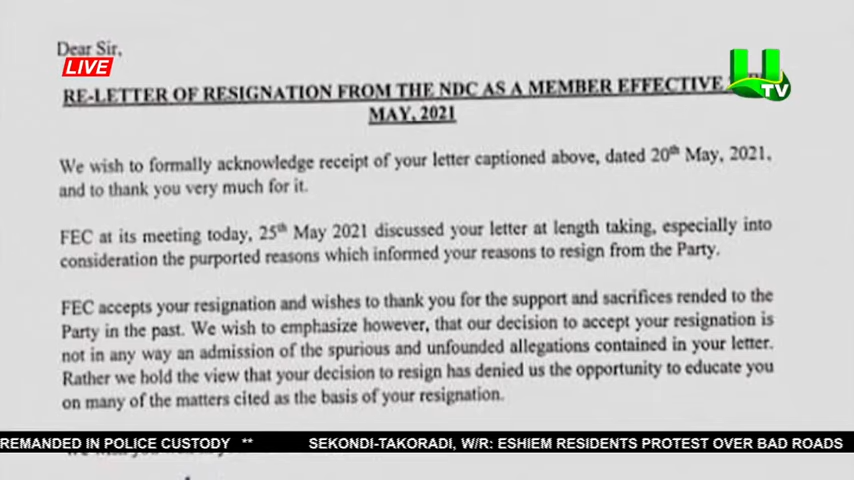 Dear Sir,
LIVE
U
TV
RE-LETTER OF RESIGNATION FROM THE NDC AS A MEMBER EFFECTIVE
MAY, 2021
We wish to formally acknowledge receipt of your letter captioned above, dated 20th May, 2021,
and to thank you very much for it.
FEC at its meeting today, 25th May 2021 discussed your letter at length taking, especially into
consideration the purported reasons which informed your reasons to resign from the Party.
FEC accepts your resignation and wishes to thank you for the support and sacrifices rended to the
Party in the past. We wish to emphasize however, that our decision to accept your resignation is
not in any way an admission of the spurious and unfounded allegations contained in your letter.
Rather we hold the view that your decision to resign has denied us the opportunity to educate you
on many of the matters cited as the basis of your resignation.
REMANDED IN POLICE CUSTODY ** SEKONDI-TAKORADI, W/R: ESHIEM RESIDENTS PROTEST OVER BAD ROADS